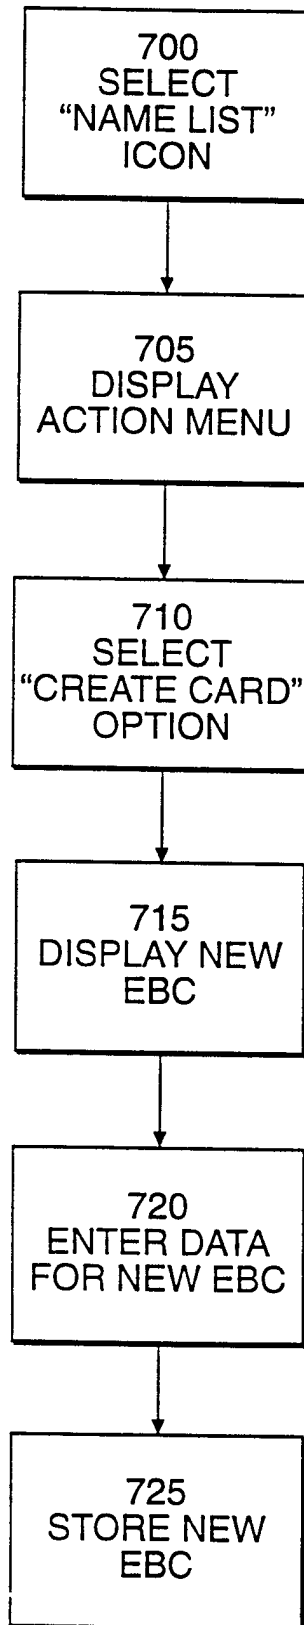 700
SELECT
“NAME LIST”
ICON
705
DISPLAY
ACTION MENU
710
SELECT
“CREATE CARD”
OPTION
715
DISPLAY NEW
EBC
720
ENTER DATA
FOR NEW EBC
725
STORE NEW
EBC